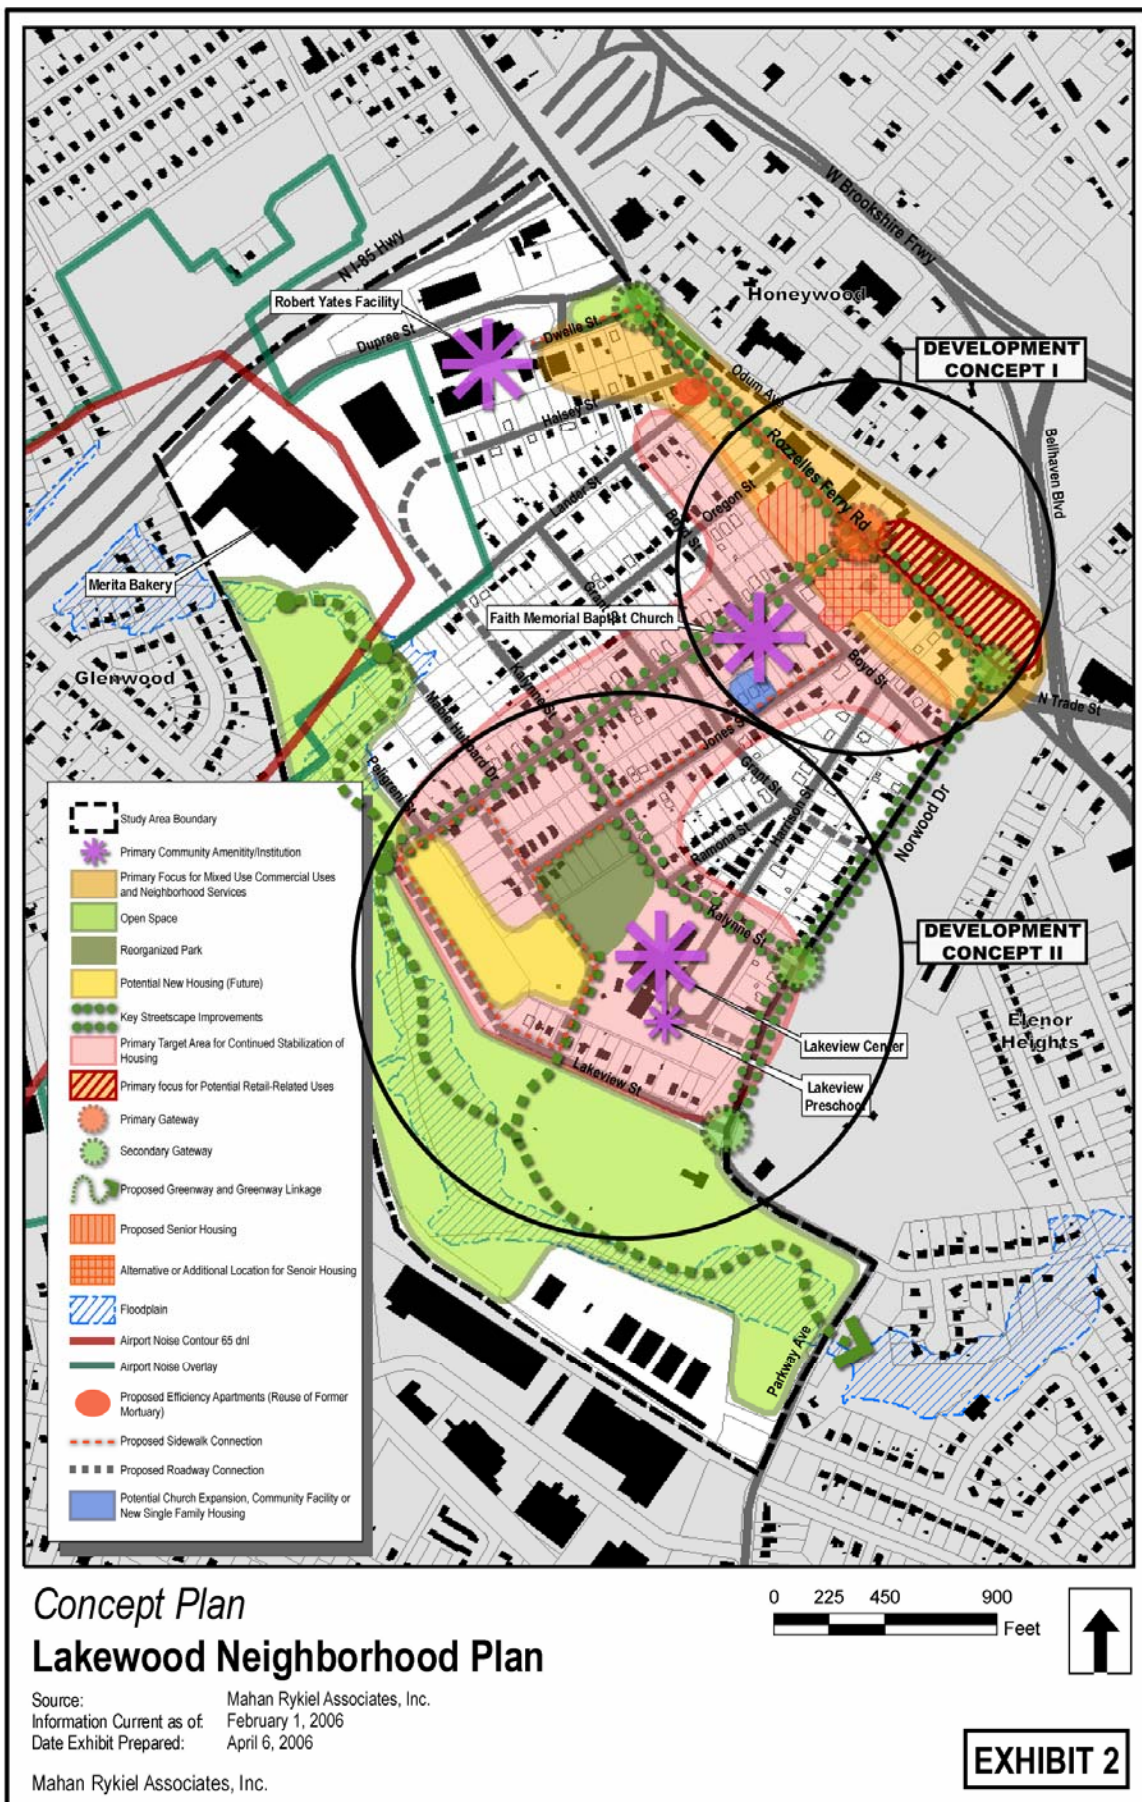 N I-85 Hwy
W Brookshire Frwy
Honeywood
Robert Yates Facility
Dupree St
Dwelle St
DEVELOPMENT
CONCEPT I
Odum Ave
Halsey St
Rozzelles Ferry Rd
Bellhaven Blvd
Lander St
Boyd St
Oregon St
Merita Bakery
Grant St
Faith Memorial Baptist Church
Glenwood
Kalynne St
Boyd St
N Trade St
Mable Hubbard Dr
Jones St
Peligreni St
Grant St
Harrison St
Ramona St
Norwood Dr
Kalynne St
DEVELOPMENT
CONCEPT II
Elenor
Heights
Lakeview Center
Lakeview St
Lakeview
Preschool
Parkway Ave
Study Area Boundary
Primary Community Amenitity/Institution
Primary Focus for Mixed Use Commercial Uses
and Neighborhood Services
Open Space
Reorganized Park
Potential New Housing (Future)
Key Streetscape Improvements
Primary Target Area for Continued Stabilization of
Housing
Primary focus for Potential Retail-Related Uses
Primary Gateway
Secondary Gateway
Proposed Greenway and Greenway Linkage
Proposed Senior Housing
Alternative or Additional Location for Senoir Housing
Floodplain
Airport Noise Contour 65 dnl
Airport Noise Overlay
Proposed Efficiency Apartments (Reuse of Former
Mortuary)
Proposed Sidewalk Connection
Proposed Roadway Connection
Potential Church Expansion, Community Facility or
New Single Family Housing
Concept Plan
Lakewood Neighborhood Plan
0 225 450 900
Feet
Source: Mahan Rykiel Associates, Inc.
Information Current as of: February 1, 2006
Date Exhibit Prepared: April 6, 2006
Mahan Rykiel Associates, Inc.
EXHIBIT 2